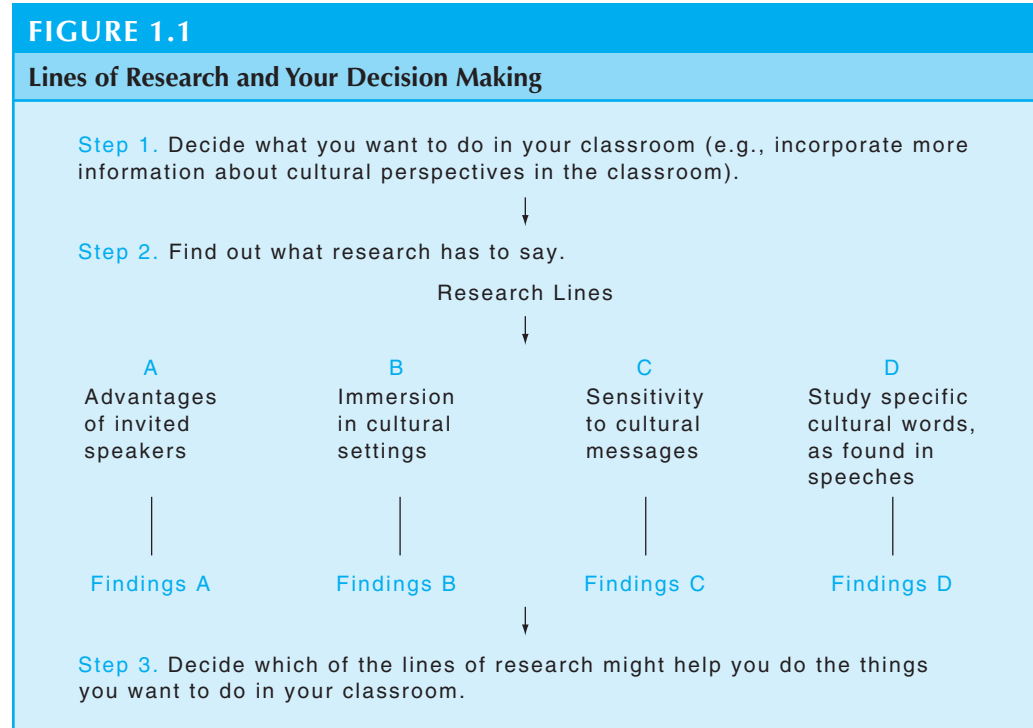 FIGURE 1.1
Lines of Research and Your Decision Making
Step 1. Decide what you want to do in your classroom (e.g., incorporate more
information about cultural perspectives in the classroom).
Step 2. Find out what research has to say.
Research Lines
A
Advantages
of invited
speakers
Findings A
B
Immersion
in cultural
settings
Findings B
C
Sensitivity
to cultural
messages
Findings C
D
Study specific
cultural words,
as found in
speeches
Findings D
Step 3. Decide which of the lines of research might help you do the things
you want to do in your classroom.